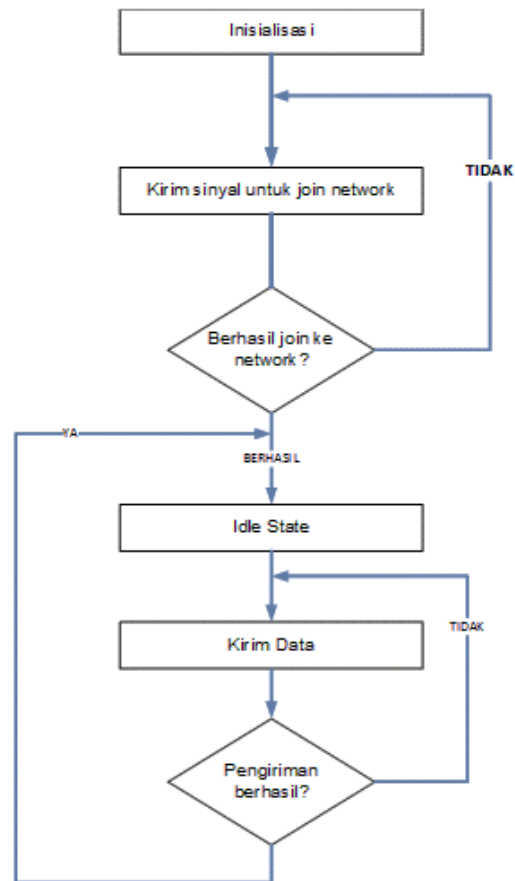 Inisialisasi
TIDAK
Kirim sinyal untuk join network
Berhasil join ke
network?
YA
BERHASIL
Idle State
TIDAK
Kirim Data
Pengiriman
berhasil?